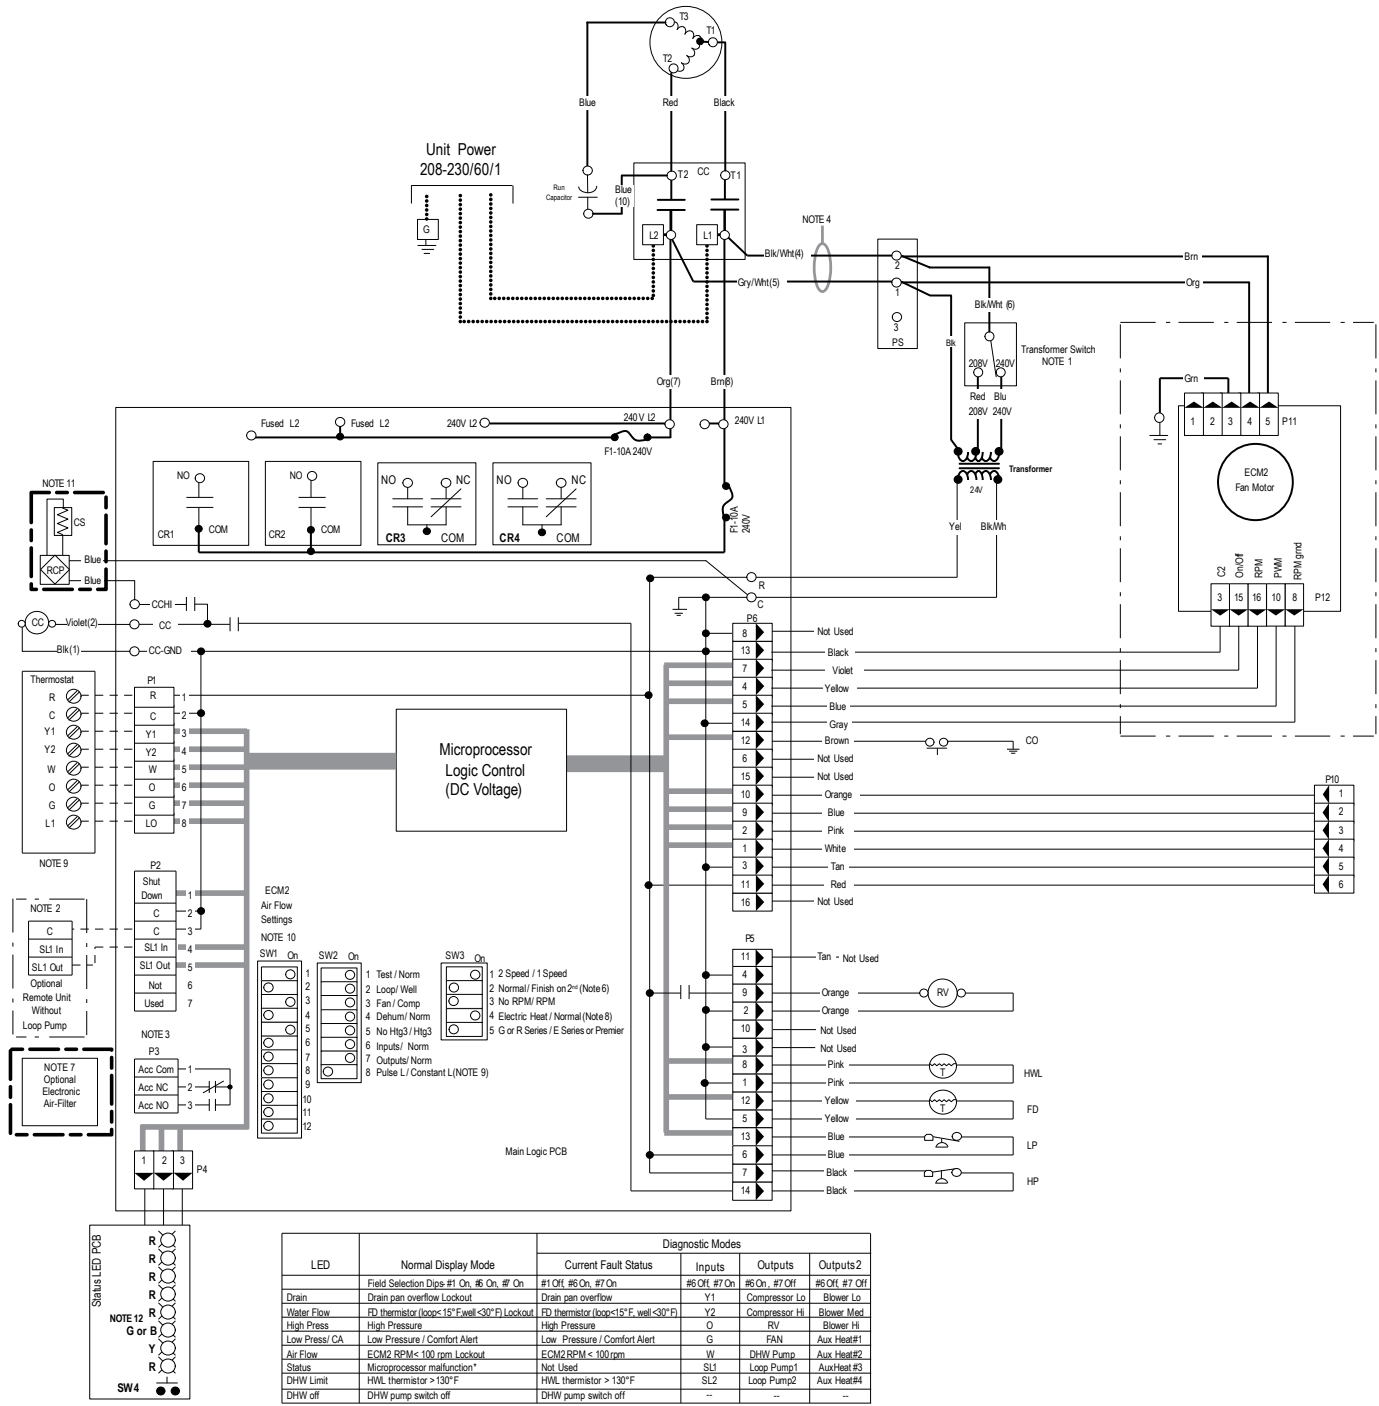 T3
T1
T2
Blue
Red
Black
Unit Power
208-230/60/1
G
Run
Capacitor
Blue
(10)
T2
CC
T1
L2
L1
NOTE 4
Blk/Wht(4)
Gry/Wht(5)
2
1
3
PS
Brn
Org
Blk/Wht (6)
Blk
Transformer Switch
NOTE 1
208V
240V
Red
Blu
208V
240V
Transformer
24V
Yel
Blk/Wh
Grn
1
2
3
4
5
P11
ECM2
Fan Motor
C2
On/Off
RPM
PWM
RPM grnd
3
15
16
10
8
P12
Org(7)
Brn(8)
Fused L2
Fused L2
240V L2
240V L2
240V L1
F1-10A 240V
F1-10A
240V
NO
COM
CR1
NO
COM
CR2
NO
NC
CR3
COM
NO
NC
CR4
COM
NOTE 11
CS
RCP
Blue
Blue
CCHI
CC
Violet(2)
CC
Blk(1)
CC-GND
R
C
Thermostat
R
C
Y1
Y2
W
O
G
L1
NOTE 9
P1
R
1
C
2
Y1
3
Y2
4
W
5
O
6
G
7
LO
8
Microprocessor
Logic Control
(DC Voltage)
P2
Shut
Down
1
C
2
C
3
SL1 In
4
SL1 Out
5
Not
6
Used
7
NOTE 2
C
SL1 In
SL1 Out
Optional
Remote Unit
Without
Loop Pump
NOTE 3
P3
Acc Com
1
Acc NC
2
Acc NO
3
NOTE 7
Optional
Electronic
Air-Filter
ECM2
Air Flow
Settings
NOTE 10
SW1 On
1
2
3
4
5
6
7
8
9
10
11
12
SW2 On
1 Test / Norm
2 Loop/ Well
3 Fan / Comp
4 Dehum / Norm
5 No Htg3 / Htg3
6 Inputs/ Norm
7 Outputs/ Norm
8 Pulse L / Constant L(NOTE 9)
SW3 On
1 2 Speed / 1 Speed
2 Normal / Finish on 2nd (Note 6)
3 No RPM/ RPM
4 Electric Heat / Normal (Note 8)
5 G or R Series / E Series or Premier
Main Logic PCB
1
2
3
P4
P6
8 Not Used
13 Black
7 Violet
4 Yellow
5 Blue
14 Gray
12 Brown
CO
6 Not Used
15 Not Used
10 Orange
9 Blue
2 Pink
1 White
3 Tan
11 Red
16 Not Used
P10
1
2
3
4
5
6
P5
11 Tan - Not Used
4
9 Orange
RV
2 Orange
10 Not Used
3 Not Used
8 Pink
T
HWL
1 Pink
12 Yellow
T
FD
5 Yellow
13 Blue
LP
6 Blue
7 Black
HP
14 Black
Status LED PCB
R
R
R
R
R
NOTE 12
G or B
Y
R
SW4
Diagnostic Modes
LED Normal Display Mode Current Fault Status Inputs Outputs Outputs2
Field Selection Dips- #1 On, #6 On, #7 On #1 Off, #6 On, #7 On #6 Off, #7 On #6 On, #7 Off #6 Off, #7 Off
Drain Drain pan overflow Lockout Drain pan overflow Y1 Compressor Lo Blower Lo
Water Flow FD thermistor (loop<15°F,well<30°F) Lockout FD thermistor (loop<15°F, well<30°F) Y2 Compressor Hi Blower Med
High Press High Pressure High Pressure O RV Blower Hi
Low Press/ CA Low Pressure / Comfort Alert Low Pressure / Comfort Alert G FAN Aux Heat#1
Air Flow ECM2 RPM< 100 rpm Lockout ECM2 RPM < 100 rpm W DHW Pump Aux Heat#2
Status Microprocessor malfunction* Not Used SL1 Loop Pump1 AuxHeat #3
DHW Limit HWL thermistor >130°F HWL thermistor > 130°F SL2 Loop Pump2 Aux Heat#4
DHW off DHW pump switch off DHW pump switch off -- -- --